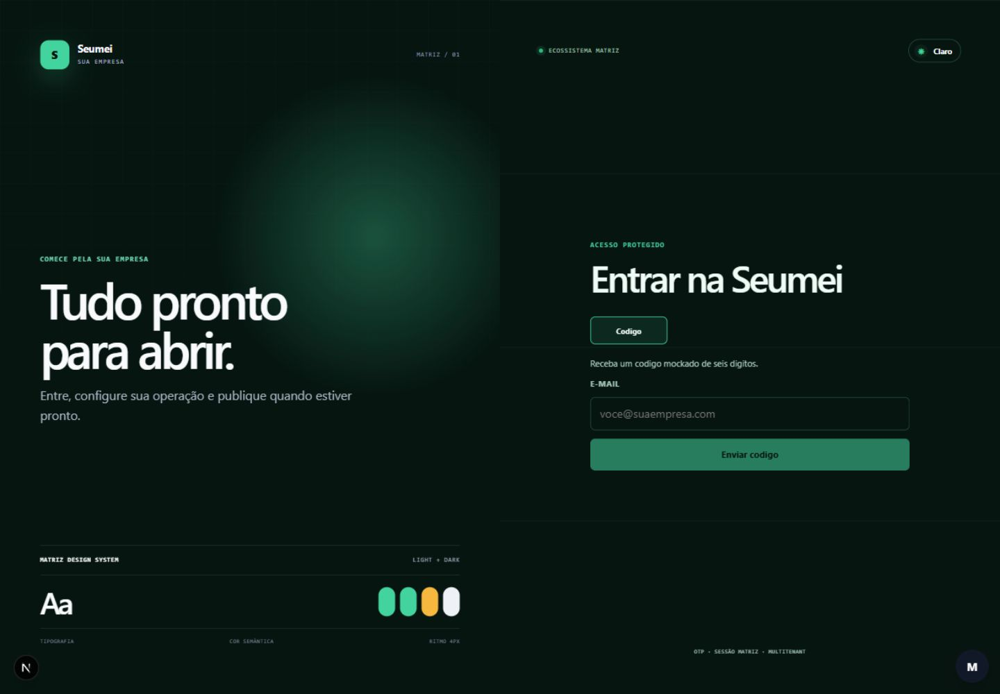 S
Seumei
SUA EMPRESA
MATRIZ / 01
COMECE PELA SUA EMPRESA
Tudo pronto
para abrir.
Entre, configure sua operação e publique quando estiver
pronto.
MATRIZ DESIGN SYSTEM
LIGHT + DARK
Aa
TIPOGRAFIA
COR SEMÂNTICA
RITMO 4PX
N
ECOSSISTEMA MATRIZ
Claro
ACESSO PROTEGIDO
Entrar na Seumei
Codigo
Receba um codigo mockado de seis digitos.
E-MAIL
voce@suaempresa.com
Enviar codigo
OTP · SESSÃO MATRIZ · MULTITENANT
M